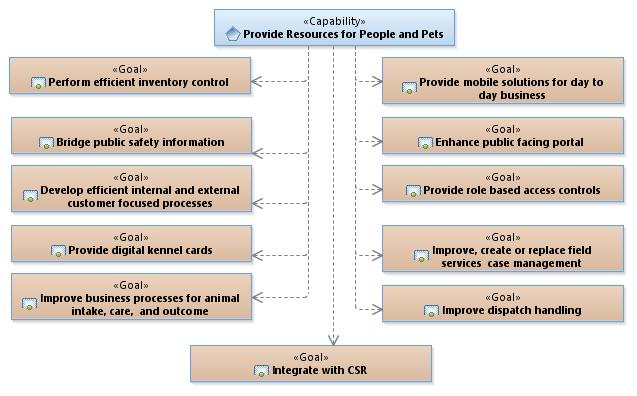 «Capability»
Provide Resources for People and Pets
«Goal»
Perform efficient inventory control
«Goal»
Bridge public safety information
«Goal»
Develop efficient internal and external
customer focused processes
«Goal»
Provide digital kennel cards
«Goal»
Improve business processes for animal
intake, care, and outcome
«Goal»
Provide mobile solutions for day to
day business
«Goal»
Enhance public facing portal
«Goal»
Provide role based access controls
«Goal»
Improve, create or replace field
services case management
«Goal»
Improve dispatch handling
«Goal»
Integrate with CSR